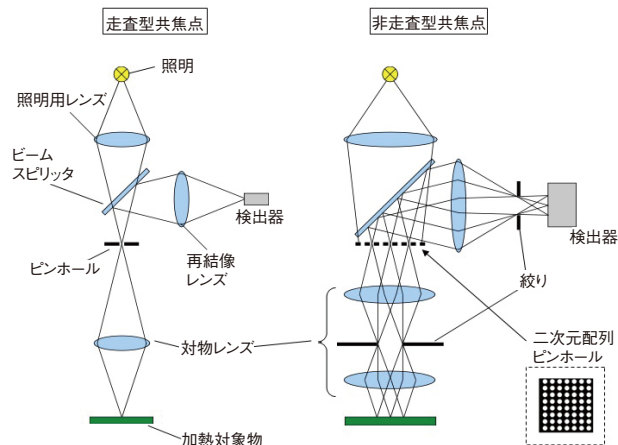 走査型共焦点
非走査型共焦点
照明
照明用レンズ
ビーム
スピリッタ
検出器
再結像
レンズ
ピンホール
対物レンズ
加熱対象物
検出器
絞り
二次元配列
ピンホール